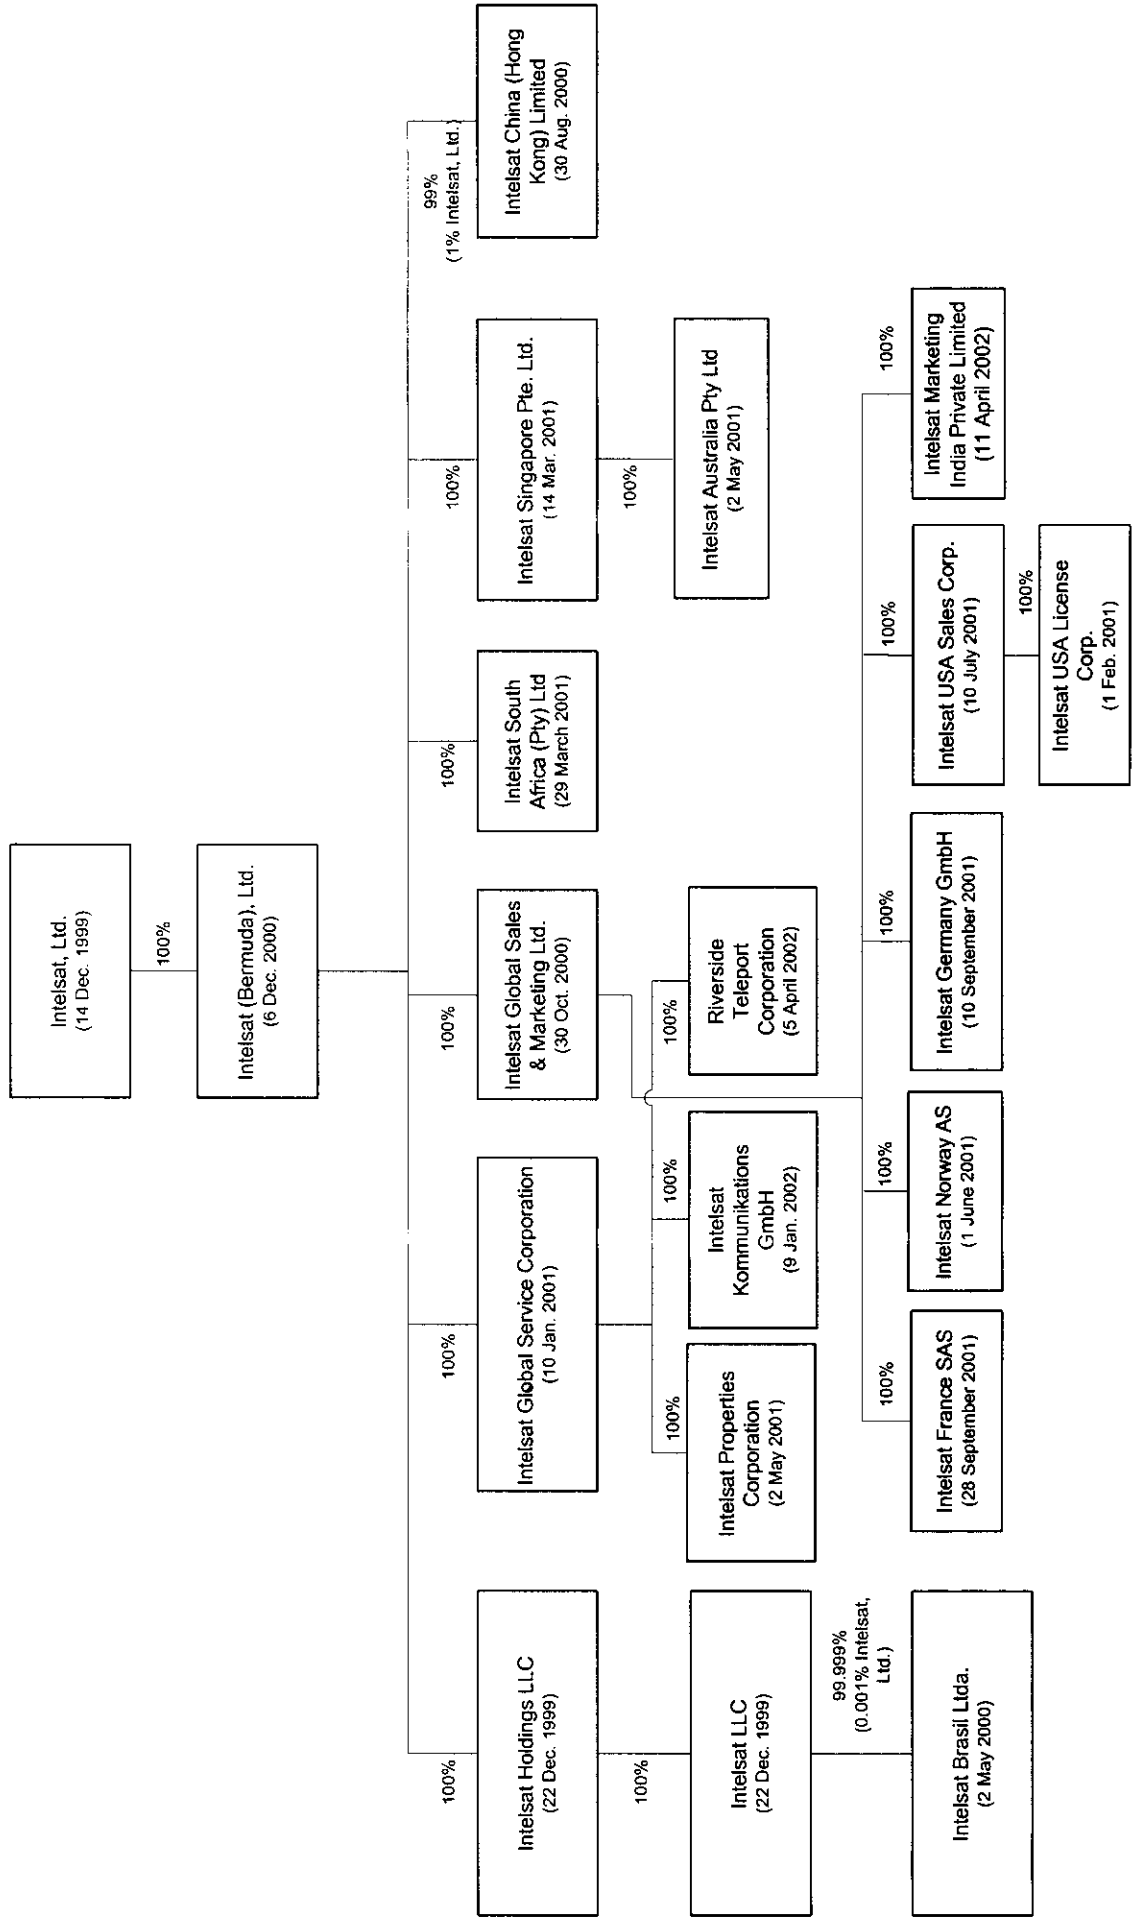 Intelsat, Ltd.
(14 Dec. 1999)
100%
Intelsat (Bermuda), Ltd.
(6 Dec. 2000)
100%
100%
100%
100%
100%
99%
(1% Intelsat, Ltd.)
Intelsat Holdings LLC
(22 Dec. 1999)
Intelsat Global Service Corporation
(10 Jan. 2001)
Intelsat Global Sales
& Marketing Ltd.
(30 Oct. 2000)
Intelsat South
Africa (Pty) Ltd
(29 March 2001)
Intelsat Singapore Pte. Ltd.
(14 Mar. 2001)
Intelsat China (Hong
Kong) Limited
(30 Aug. 2000)
100%
100%
100%
100%
100%
Intelsat LLC
(22 Dec. 1999)
Intelsat Properties
Corporation
(2 May 2001)
Intelsat
Kommunikations
GmbH
(9 Jan. 2002)
Riverside
Teleport
Corporation
(5 April 2002)
Intelsat Australia Pty Ltd
(2 May 2001)
99.999%
(0.001% Intelsat,
Ltd.)
100%
100%
100%
100%
100%
Intelsat Brasil Ltda.
(2 May 2000)
Intelsat France SAS
(28 September 2001)
Intelsat Norway AS
(1 June 2001)
Intelsat Germany GmbH
(10 September 2001)
Intelsat USA Sales Corp.
(10 July 2001)
Intelsat Marketing
India Private Limited
(11 April 2002)
100%
Intelsat USA License
Corp.
(1 Feb. 2001)